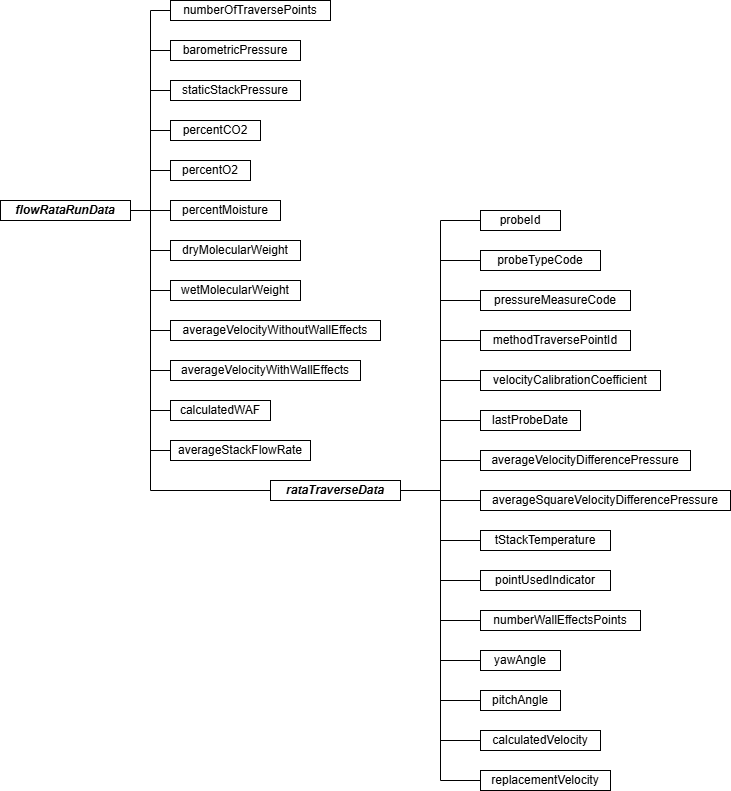 numberOfTraversePoints
barometricPressure
staticStackPressure
percentCO2
percentO2
flowRataRunData
percentMoisture
dryMolecularWeight
wetMolecularWeight
averageVelocityWithoutWallEffects
averageVelocityWithWallEffects
calculatedWAF
averageStackFlowRate
rataTraverseData
probeId
probeTypeCode
pressureMeasureCode
methodTraversePointId
velocityCalibrationCoefficient
lastProbeDate
averageVelocityDifferencePressure
averageSquareVelocityDifferencePressure
tStackTemperature
pointUsedIndicator
numberWallEffectsPoints
yawAngle
pitchAngle
calculatedVelocity
replacementVelocity